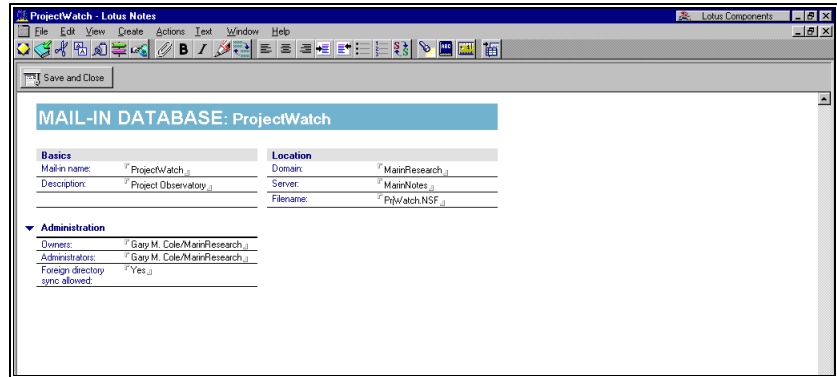 ProjectWatch - Lotus Notes
Lotus Components
File Edit View Create Actions Text Window Help
B I
Save and Close
MAIL-IN DATABASE: ProjectWatch
Basics
Mail-in name: ProjectWatch
Description: Project Observatory
Location
Domain: MarinResearch
Server: MarinNotes
Filename: PrjWatch.NSF
Administration
Owners: Gary M. Cole/MarinResearch
Administrators: Gary M. Cole/MarinResearch
Foreign directory Yes
sync allowed: